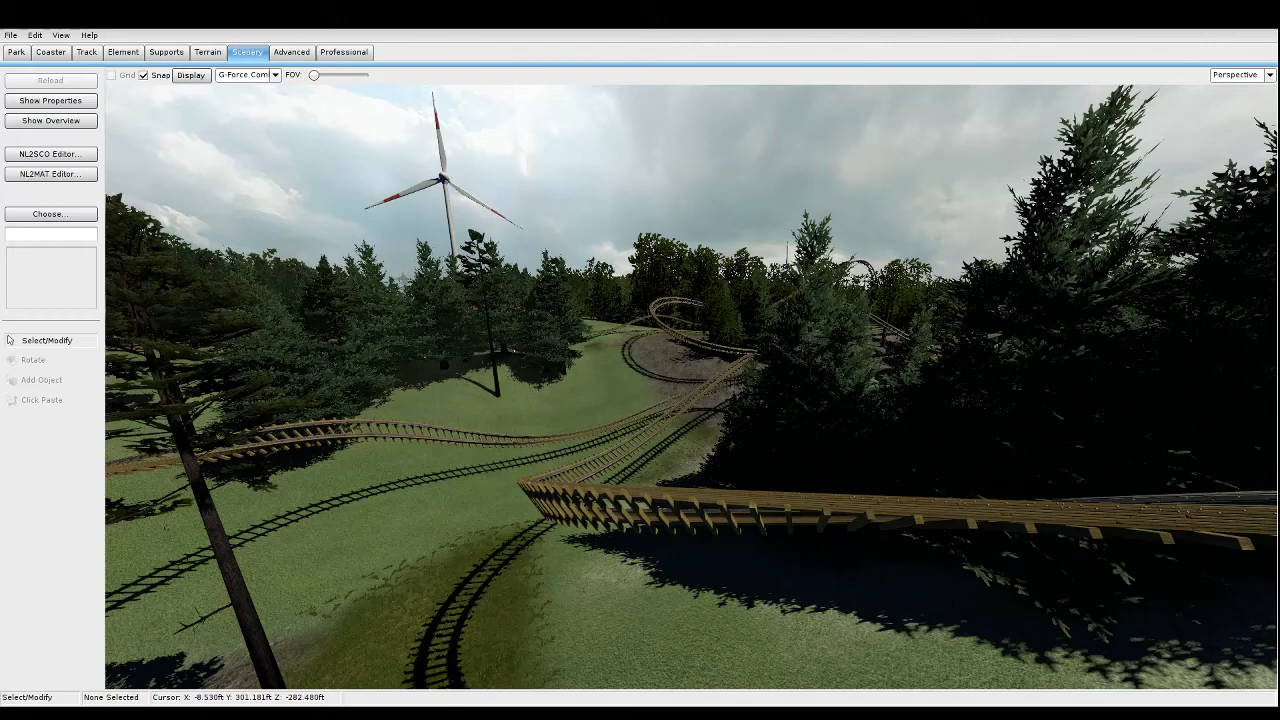 File Edit View Help
Park Coaster Track Element Supports Terrain Scenery Advanced Professional
Reload Grid Snap Display G-Force Com FOV: Perspective
Show Properties
Show Overview
NL2SCO Editor...
NL2MAT Editor...
Choose...
Select/Modify
Rotate
Add Object
Click Paste
Select/Modify None Selected Cursor: X: -8.530ft Y: 301.181ft Z: -282.480ft